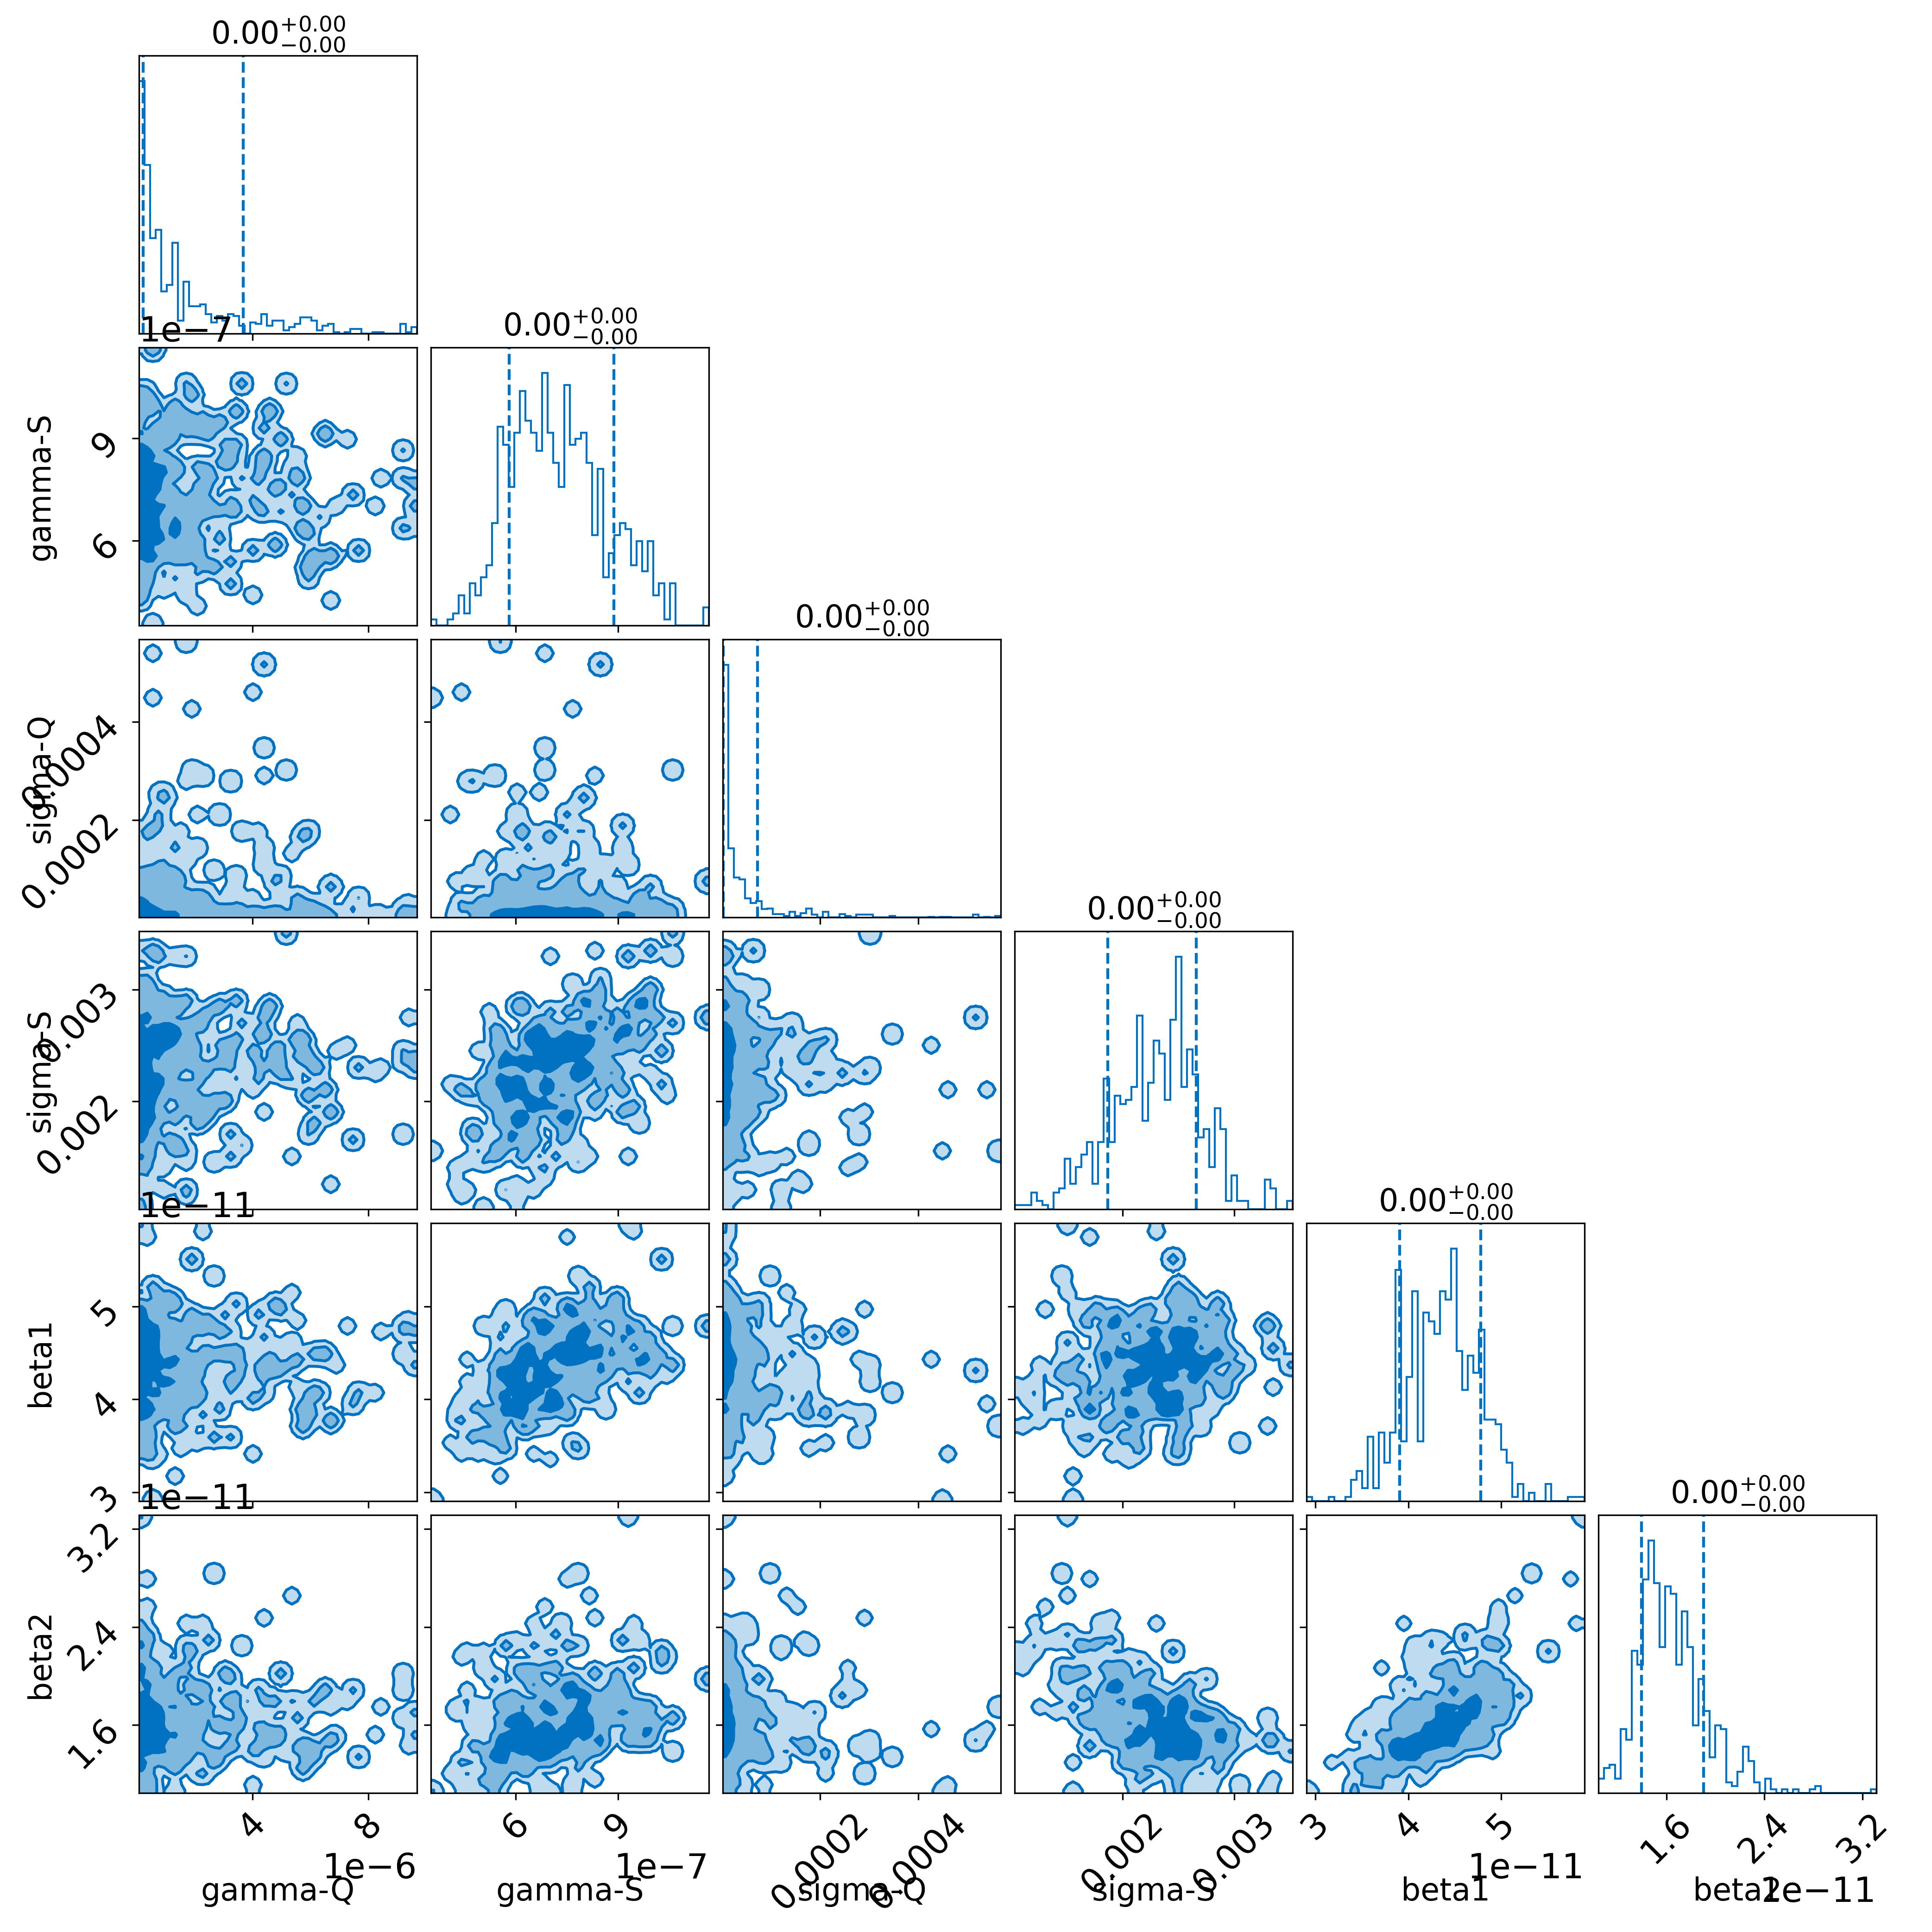 0.00+0.00−0.00
1e−7
0.00+0.00−0.00
gamma-S
9
6
0.00+0.00−0.00
sigma-Q
0.0004
0.0002
0.00+0.00−0.00
sigma-S
0.003
0.002
1e−11
0.00+0.00−0.00
beta1
5
4
3
1e−11
0.00+0.00−0.00
beta2
3.2
2.4
1.6
4 8 6 9 0.0002 0.0004 0.002 0.003 3 4 5 1.6 2.4 3.2
1e−6 1e−7 1e−11
gamma-Q gamma-S sigma-Q sigma-S beta1 beta2 1e−11